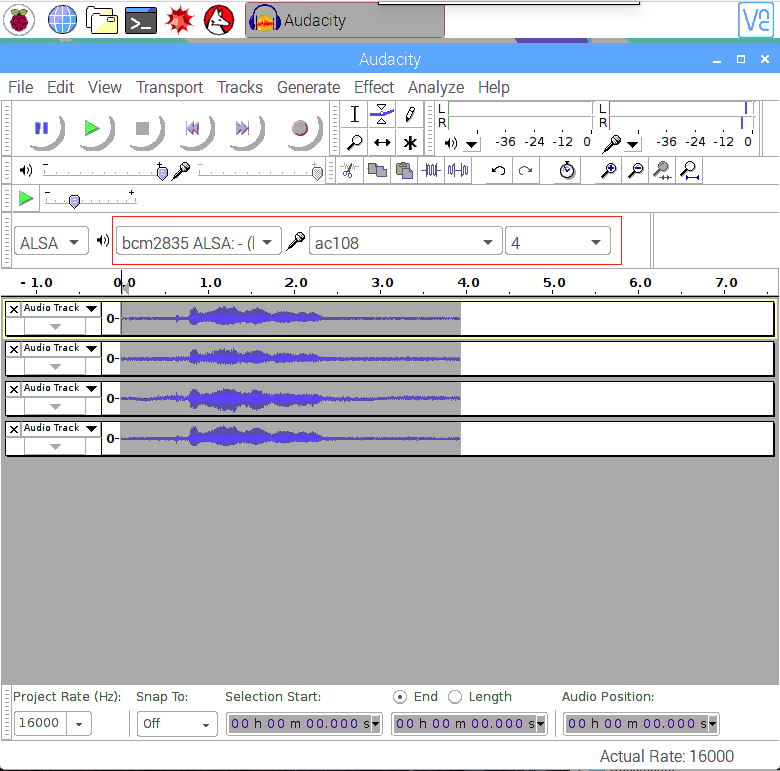 Audacity
Audacity
File Edit View Transport Tracks Generate Effect Analyze Help
L
R
-36 -24 -12 0
L
R
-36 -24 -12 0
ALSA bcm2835 ALSA: - (I ac108 4
- 1.0 0.0 1.0 2.0 3.0 4.0 5.0 6.0 7.0
Audio Track
0-
Audio Track
0-
Audio Track
0-
Audio Track
0-
Project Rate (Hz): Snap To: Selection Start: End Length Audio Position:
16000 Off 00 h 00 m 00.000 s 00 h 00 m 00.000 s 00 h 00 m 00.000 s
Actual Rate: 16000